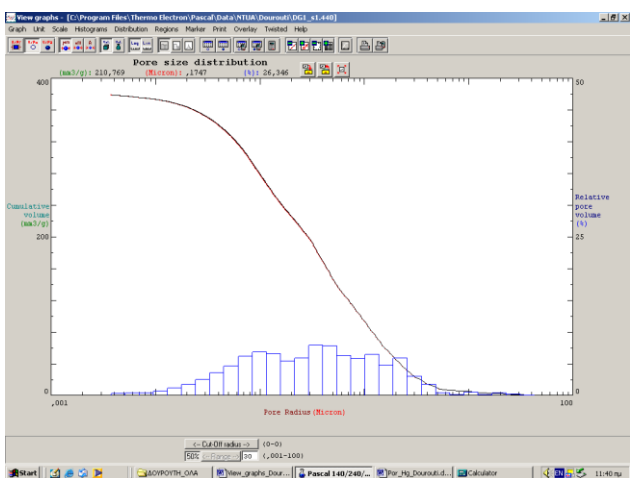 View graphs - [C:\Program Files\Thermo Electron\Pascal\Data\NTUA\Dourouti\DG1_s1.440]
Graph Unit Scale Histograms Distribution Regions Marker Print Overlay Twisted Help
Pore size distribution
(mm3/g): 210,769 (Micron): ,1747 (%): 26,346
400
50
Cumulative
volume
(mm3/g)
200
Relative
pore
volume
(%)
25
0
0
,001
100
Pore Radius (Micron)
<- Cut-Off radius -> (0-0)
50% <-Range-> 30 (,001-100)
Start ΔΟΥΡΟΥΤΗ_ΟΛΑ View_graphs_Dour... Pascal 140/240/... Por_Hg_Dourouti.d... Calculator EN 11:40 πμ